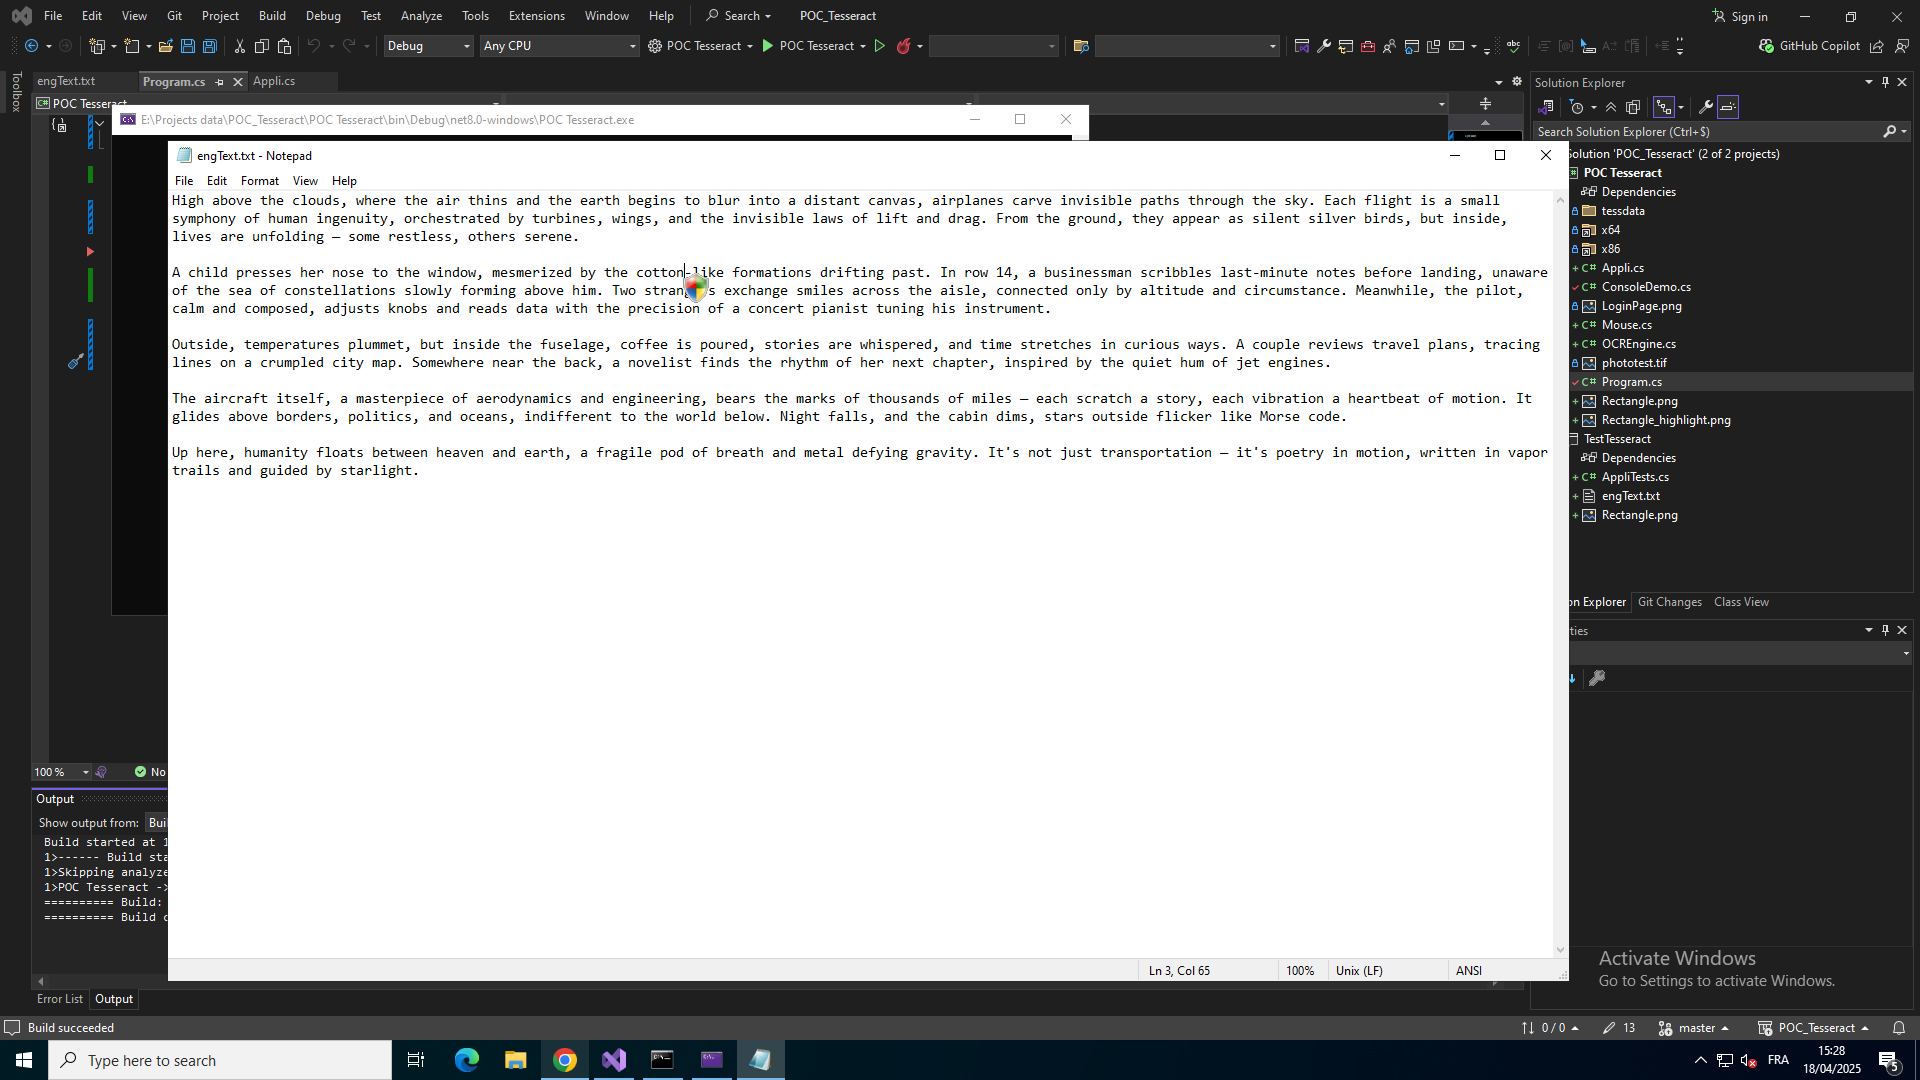 File Edit View Git Project Build Debug Test Analyze Tools Extensions Window Help Search POC_Tesseract Sign in
Debug Any CPU POC Tesseract POC Tesseract GitHub Copilot
Toolbox
engText.txt Program.cs Appli.cs
POC Tesseract
E:\Projects data\POC_Tesseract\POC Tesseract\bin\Debug\net8.0-windows\POC Tesseract.exe
engText.txt - Notepad
File Edit Format View Help
High above the clouds, where the air thins and the earth begins to blur into a distant canvas, airplanes carve invisible paths through the sky. Each flight is a small
symphony of human ingenuity, orchestrated by turbines, wings, and the invisible laws of lift and drag. From the ground, they appear as silent silver birds, but inside,
lives are unfolding — some restless, others serene.
A child presses her nose to the window, mesmerized by the cotton-like formations drifting past. In row 14, a businessman scribbles last-minute notes before landing, unaware
of the sea of constellations slowly forming above him. Two exchange smiles across the aisle, connected only by altitude and circumstance. Meanwhile, the pilot,
calm and composed, adjusts knobs and reads data with the precision of a concert pianist tuning his instrument.
Outside, temperatures plummet, but inside the fuselage, coffee is poured, stories are whispered, and time stretches in curious ways. A couple reviews travel plans, tracing
lines on a crumpled city map. Somewhere near the back, a novelist finds the rhythm of her next chapter, inspired by the quiet hum of jet engines.
The aircraft itself, a masterpiece of aerodynamics and engineering, bears the marks of thousands of miles — each scratch a story, each vibration a heartbeat of motion. It
glides above borders, politics, and oceans, indifferent to the world below. Night falls, and the cabin dims, stars outside flicker like Morse code.
Up here, humanity floats between heaven and earth, a fragile pod of breath and metal defying gravity. It's not just transportation — it's poetry in motion, written in vapor
trails and guided by starlight.
Ln 3, Col 65 100% Unix (LF) ANSI
Solution Explorer
Search Solution Explorer (Ctrl+$)
Solution 'POC_Tesseract' (2 of 2 projects)
POC Tesseract
Dependencies
tessdata
x64
x86
Appli.cs
ConsoleDemo.cs
LoginPage.png
Mouse.cs
OCREngine.cs
phototest.tif
Program.cs
Rectangle.png
Rectangle_highlight.png
TestTesseract
Dependencies
AppliTests.cs
engText.txt
Rectangle.png
on Explorer Git Changes Class View
ties
100% No
Output
Show output from: Bui
Build started at 1
1>------ Build sta
1>Skipping analyze
1>POC Tesseract ->
========== Build:
========== Build c
Error List Output
Activate Windows
Go to Settings to activate Windows.
Build succeeded 0 / 0 13 master POC_Tesseract
Type here to search FRA 15:28
18/04/2025 5